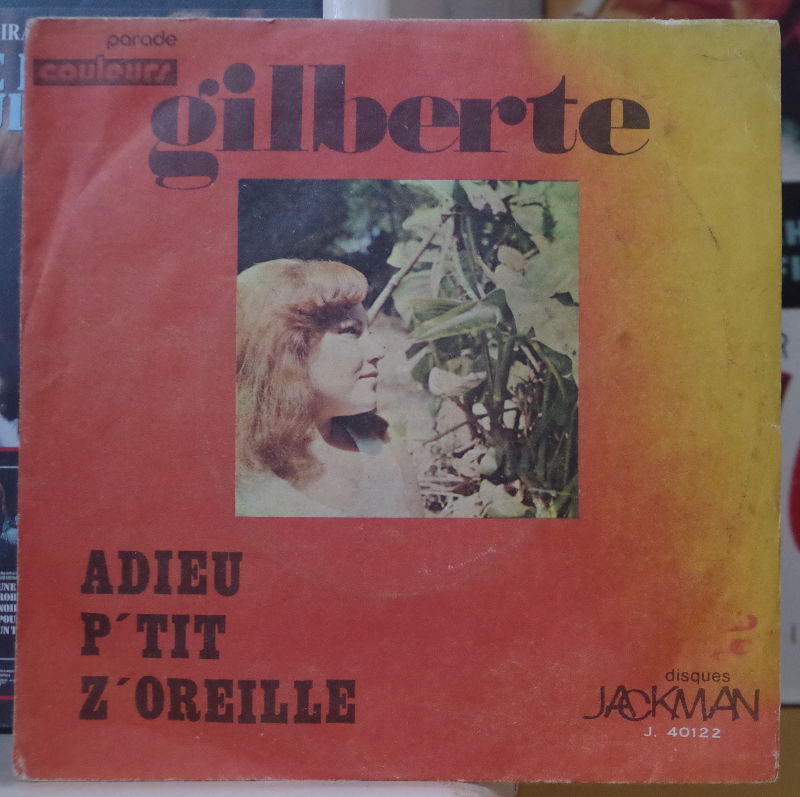 parade
couleurs
gilberte
ADIEU
P´TIT
Z´OREILLE
disques
JACKMAN
J. 40122